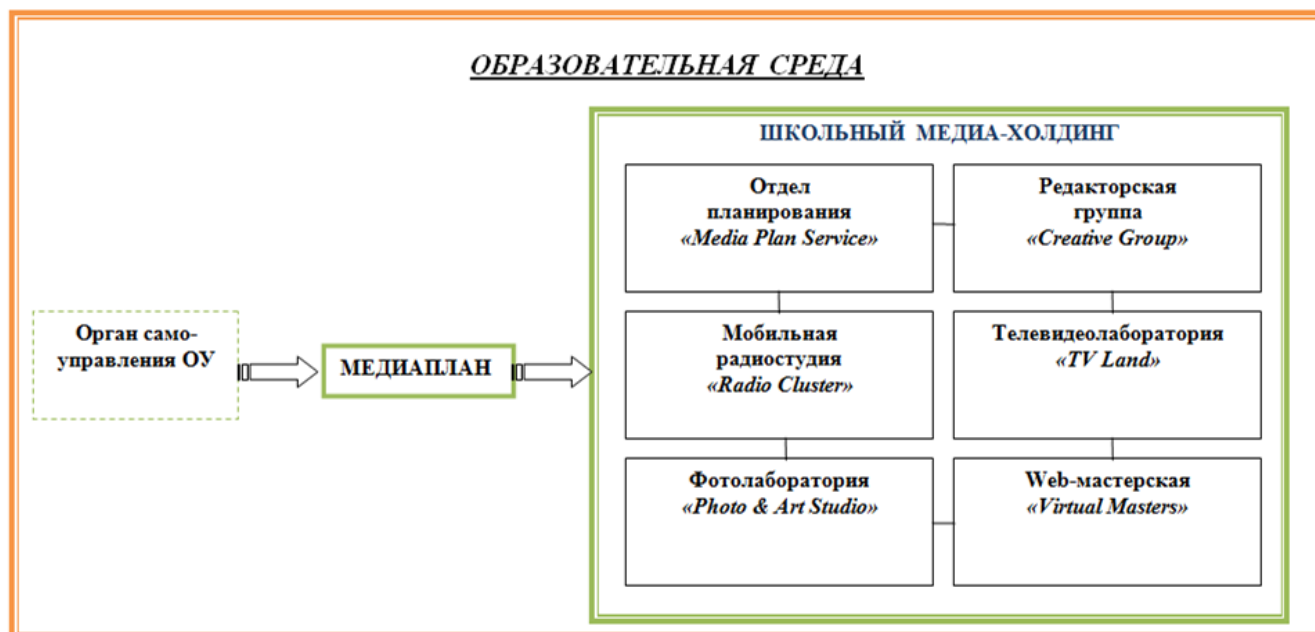 ОБРАЗОВАТЕЛЬНАЯ СРЕДА
ШКОЛЬНЫЙ МЕДИА-ХОЛДИНГ
Отдел
планирования
«Media Plan Service»
Редакторская
группа
«Creative Group»
Орган само-
управления ОУ
МЕДИАПЛАН
Мобильная
радиостудия
«Radio Cluster»
Телевидеолаборатория
«TV Land»
Фотолаборатория
«Photo & Art Studio»
Web-мастерская
«Virtual Masters»